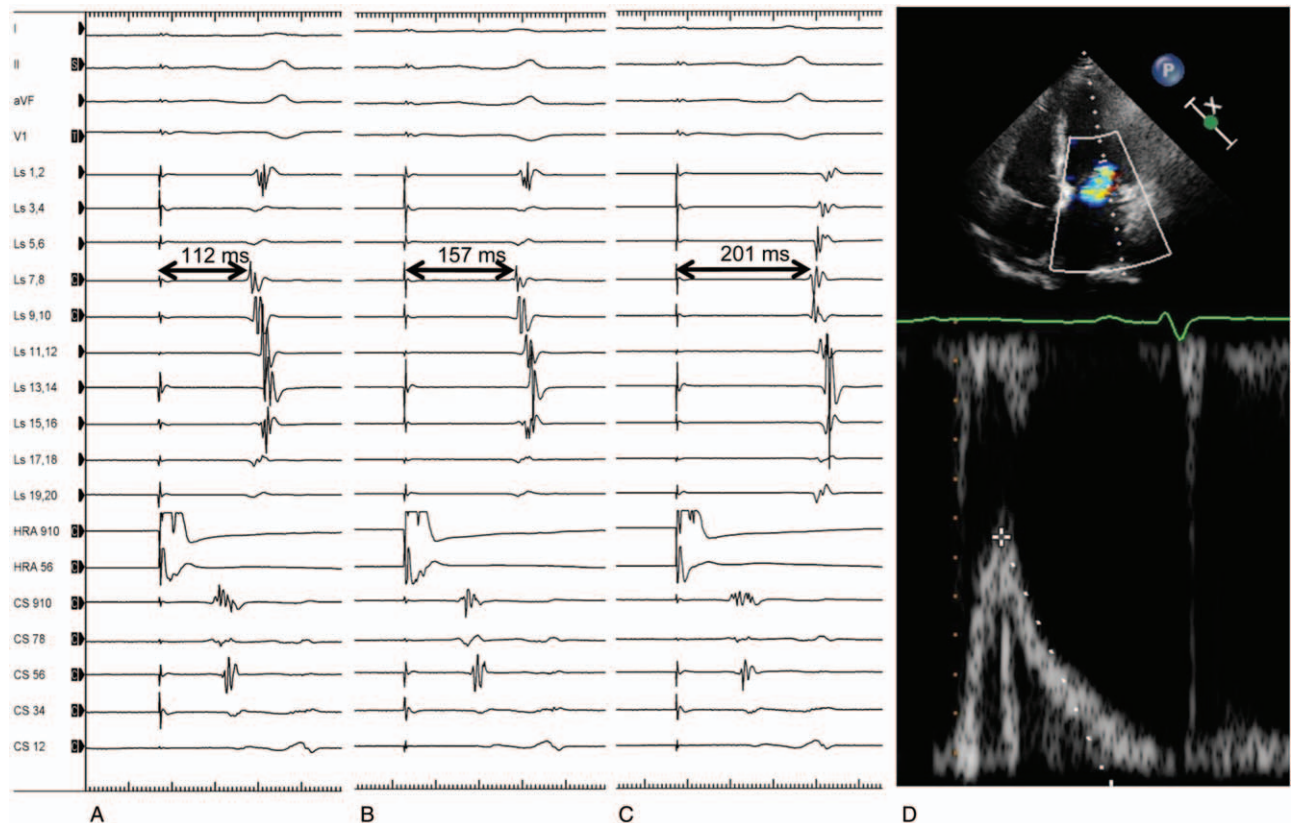 I
II S
aVF
V1 T
Ls 1,2
Ls 3,4
Ls 5,6
112 ms 157 ms 201 ms
Ls 7,8
Ls 9,10
Ls 11,12
Ls 13,14
Ls 15,16
Ls 17,18
Ls 19,20
HRA 910
HRA 56
CS 910
CS 78
CS 56
CS 34
CS 12
P
X
A B C D